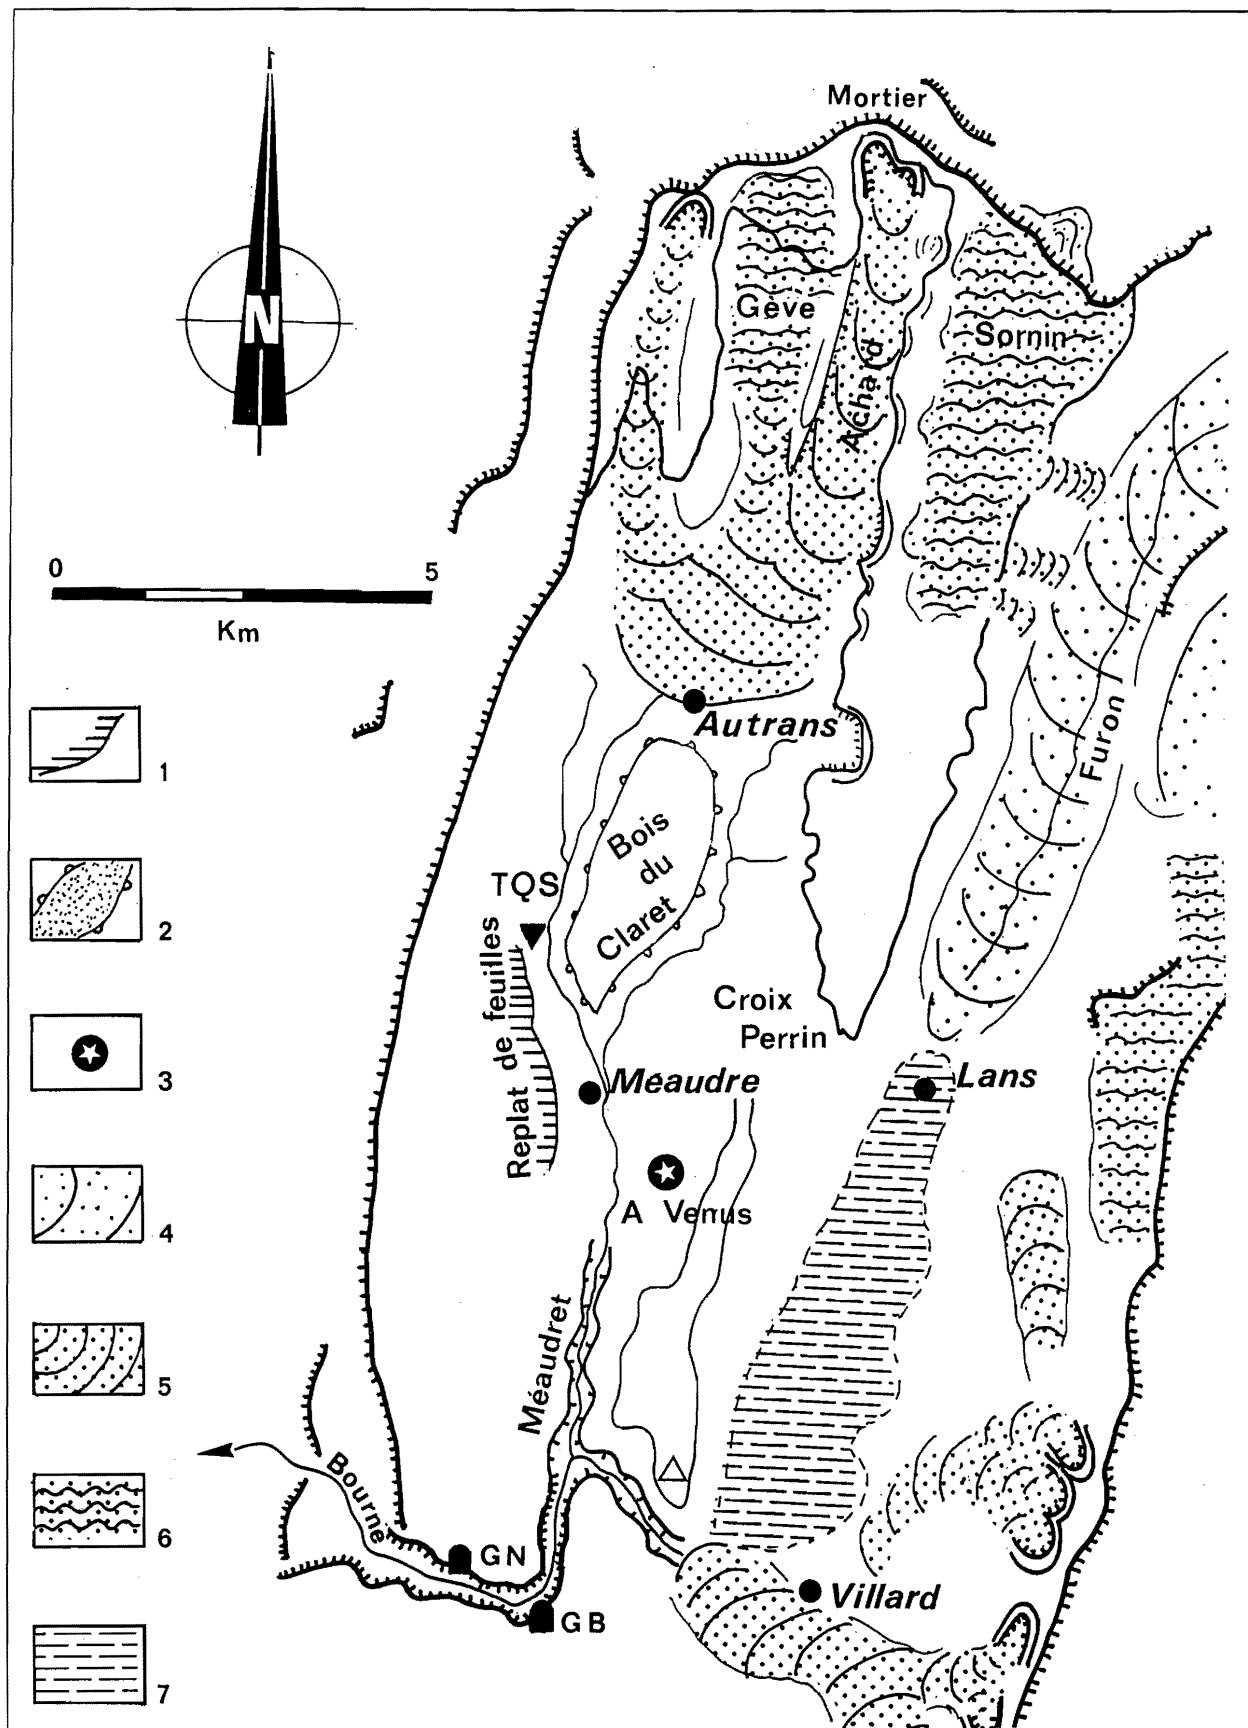 Mortier
N
Gève
Sornin
Achard
0 5
Km
Autrans
Furon
1
Bois
du
Claret
TQS
2
Replat de feuilles
Croix
Perrin
3
Méaudre
Lans
A Venus
4
Méaudret
5
Bourne
6
GN
GB
Villard
7